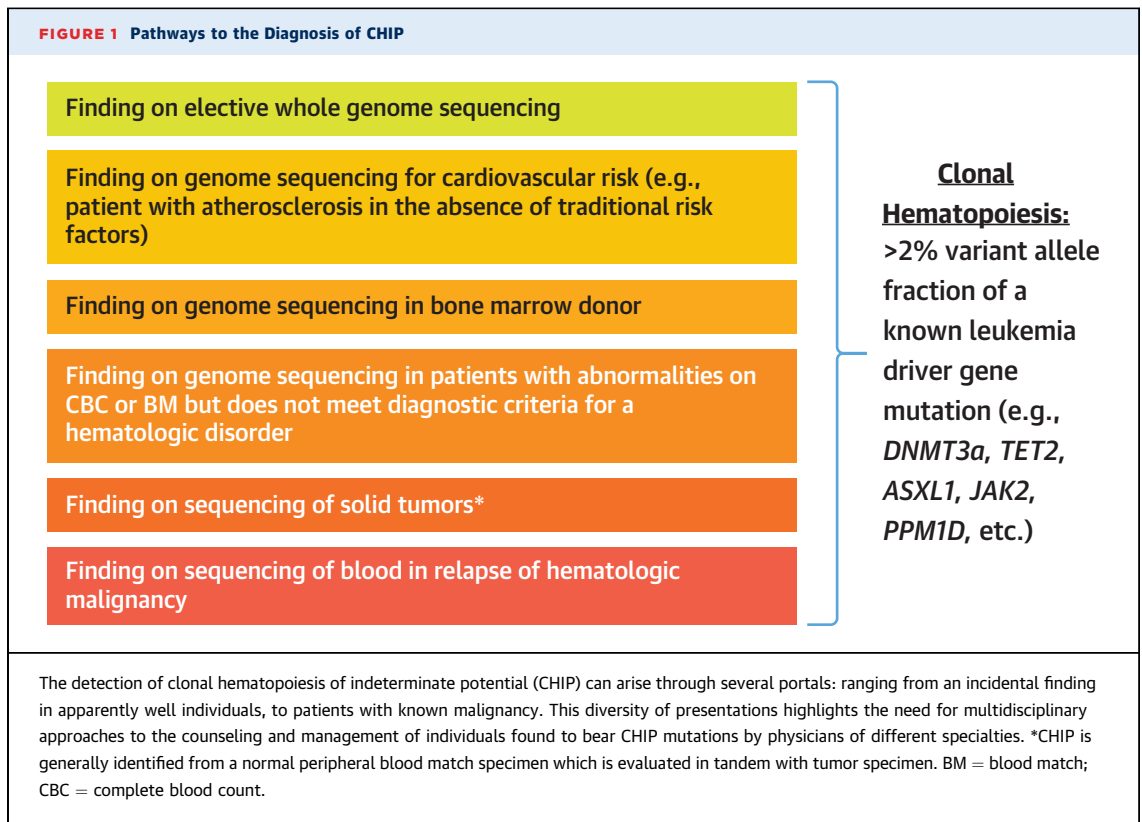 FIGURE 1 Pathways to the Diagnosis of CHIP
Finding on elective whole genome sequencing
Finding on genome sequencing for cardiovascular risk (e.g.,
patient with atherosclerosis in the absence of traditional risk
factors)
Finding on genome sequencing in bone marrow donor
Finding on genome sequencing in patients with abnormalities on
CBC or BM but does not meet diagnostic criteria for a
hematologic disorder
Finding on sequencing of solid tumors*
Finding on sequencing of blood in relapse of hematologic
malignancy
Clonal
Hematopoiesis:
>2% variant allele
fraction of a
known leukemia
driver gene
mutation (e.g.,
DNMT3a, TET2,
ASXL1, JAK2,
PPM1D, etc.)
The detection of clonal hematopoiesis of indeterminate potential (CHIP) can arise through several portals: ranging from an incidental finding
in apparently well individuals, to patients with known malignancy. This diversity of presentations highlights the need for multidisciplinary
approaches to the counseling and management of individuals found to bear CHIP mutations by physicians of different specialties. *CHIP is
generally identified from a normal peripheral blood match specimen which is evaluated in tandem with tumor specimen. BM = blood match;
CBC = complete blood count.